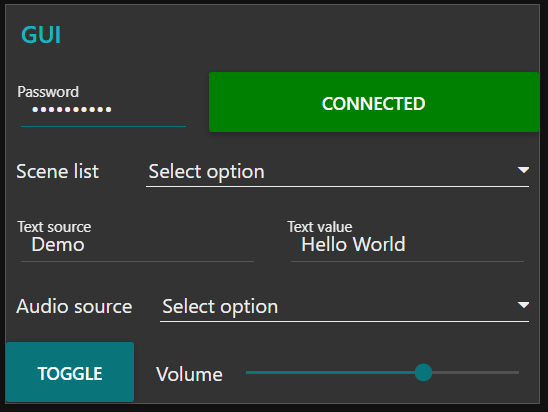 GUI
Password
••••••••••
CONNECTED
Scene list Select option
Text source Text value
Demo Hello World
Audio source Select option
TOGGLE Volume